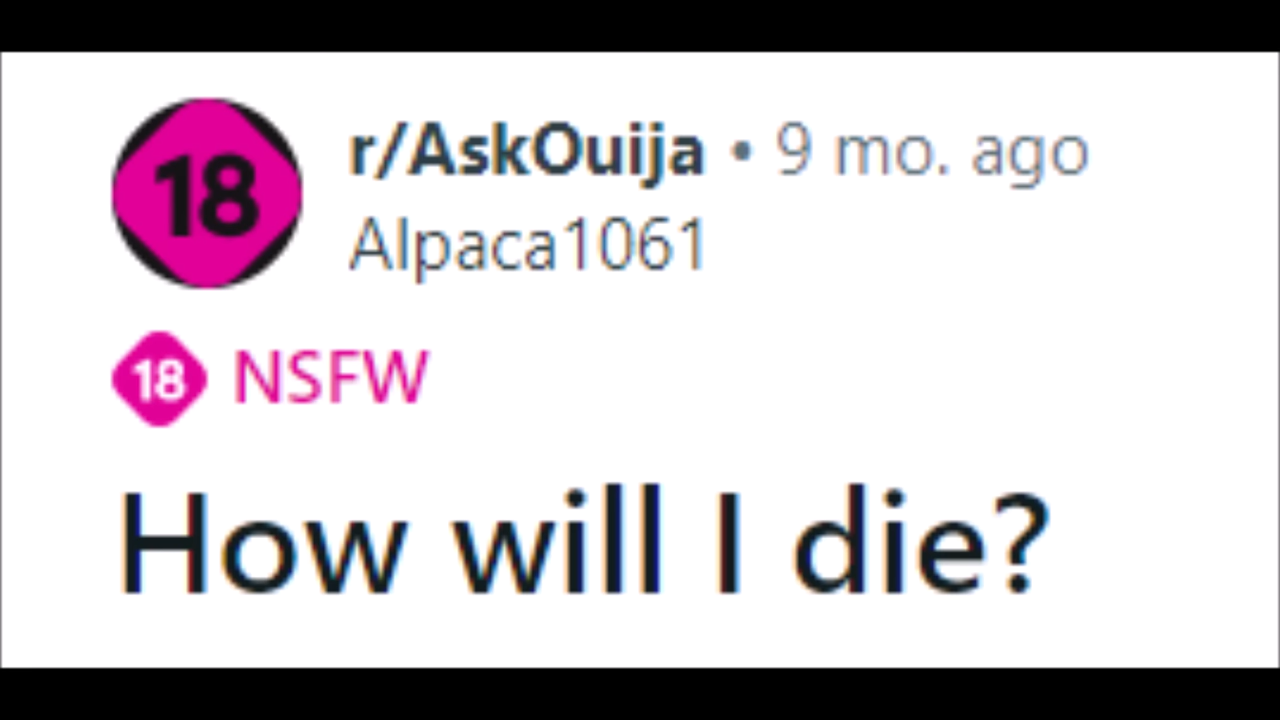 18
r/AskOuija • 9 mo. ago
Alpaca1061
18 NSFW
How will I die?